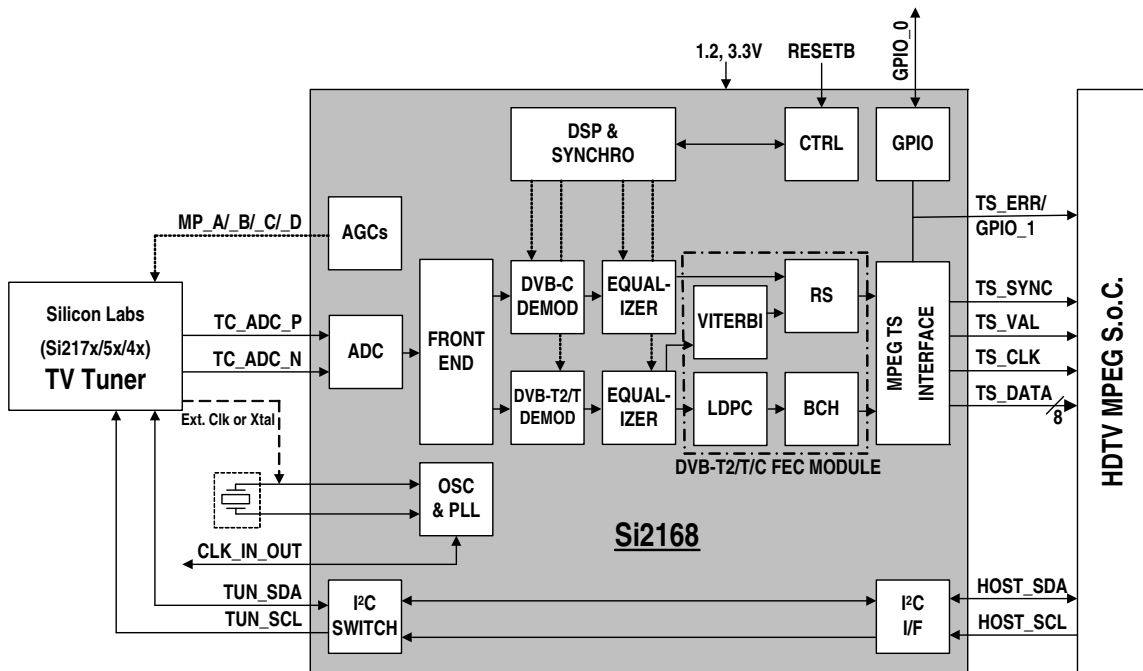 1.2, 3.3V
RESETB
GPIO_0
DSP &
SYNCHRO
CTRL
GPIO
MP_A/_B/_C/_D
AGCs
TS_ERR/
GPIO_1
Silicon Labs
(Si217x/5x/4x)
TV Tuner
TC_ADC_P
TC_ADC_N
ADC
FRONT
END
DVB-C
DEMOD
EQUAL-
IZER
DVB-T2/T
DEMOD
EQUAL-
IZER
VITERBI
RS
LDPC
BCH
DVB-T2/T/C FEC MODULE
MPEG TS
INTERFACE
TS_SYNC
TS_VAL
TS_CLK
TS_DATA
8
HDTV MPEG S.o.C.
Ext. Clk or Xtal
OSC
& PLL
Si2168
CLK_IN_OUT
TUN_SDA
TUN_SCL
I²C
SWITCH
I²C
I/F
HOST_SDA
HOST_SCL